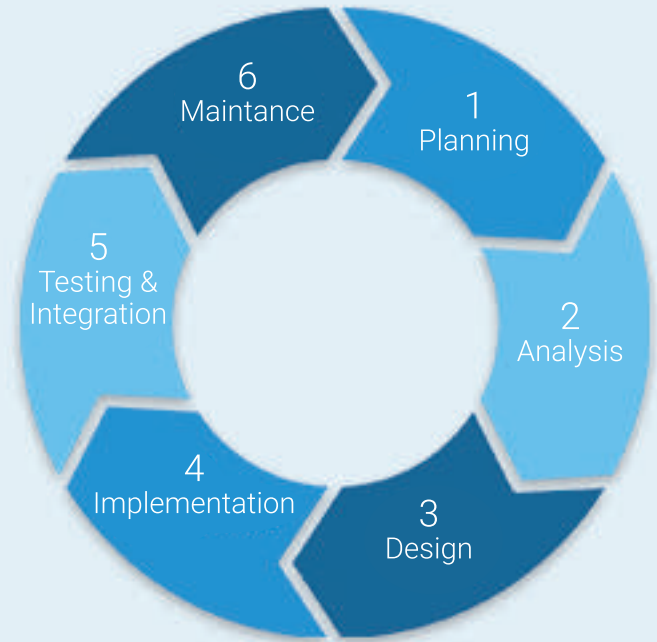 1
Planning
2
Analysis
3
Design
4
Implementation
5
Testing &
Integration
6
Maintance